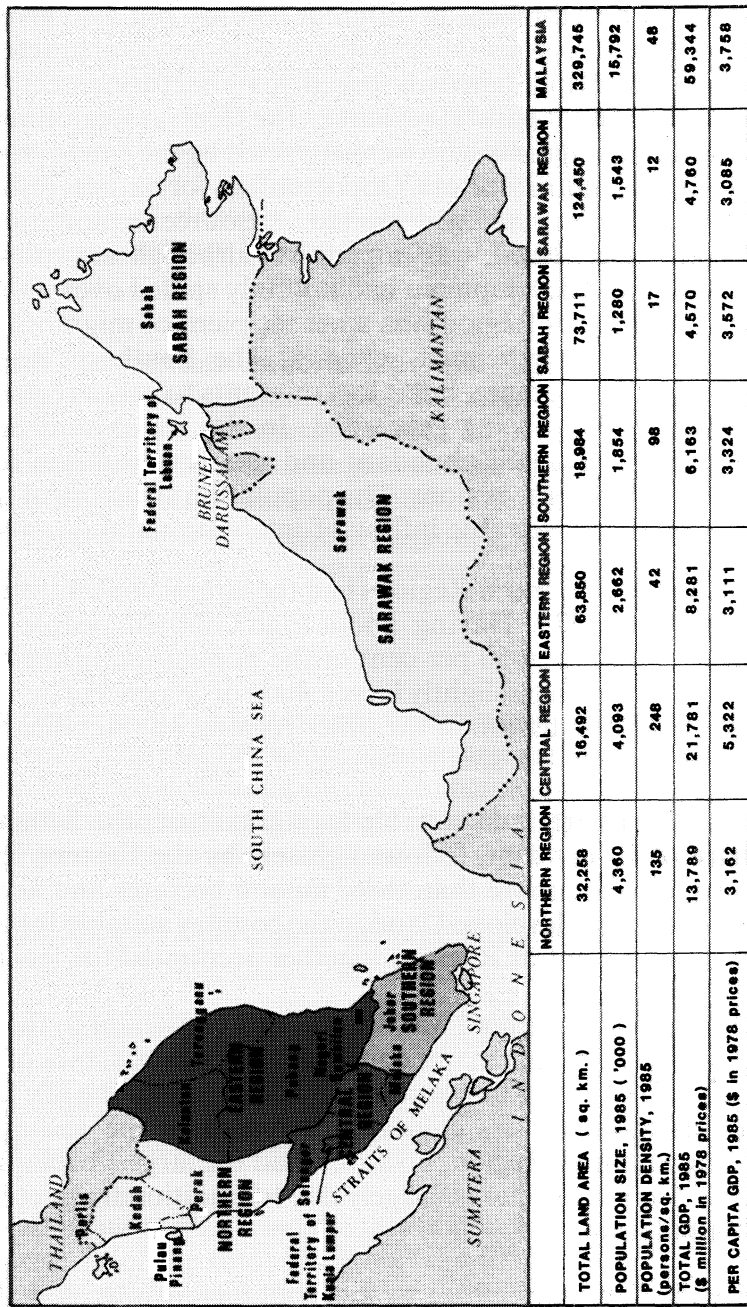 THAILAND
Perlis
Kedah
Pulau
Pinang
Perak
NORTHERN
REGION
Kelantan
Terengganu
EASTERN
REGION
Pahang
Negeri
Sembilan
Federal
Territory of
Kuala Lumpur
Selangor
CENTRAL
REGION
Melaka
Johor
SOUTHERN
REGION
STRAITS OF MELAKA
SINGAPORE
SUMATERA
INDONESIA
SOUTH CHINA SEA
Federal Territory of
Labuan
BRUNEI
DARUSSALAM
Sabah
SABAH REGION
Sarawak
SARAWAK REGION
KALIMANTAN
NORTHERN REGION CENTRAL REGION EASTERN REGION SOUTHERN REGION SABAH REGION SARAWAK REGION MALAYSIA
TOTAL LAND AREA ( sq. km. ) 32,258 16,492 63,850 18,984 73,711 124,450 329,745
POPULATION SIZE, 1985 ( '000 ) 4,360 4,093 2,662 1,854 1,280 1,543 15,792
POPULATION DENSITY, 1985
(persons/sq. km.) 135 248 42 98 17 12 48
TOTAL GDP, 1985
($ million in 1978 prices) 13,789 21,781 8,281 6,163 4,570 4,760 59,344
PER CAPITA GDP, 1985 ($ in 1978 prices) 3,162 5,322 3,111 3,324 3,572 3,085 3,758